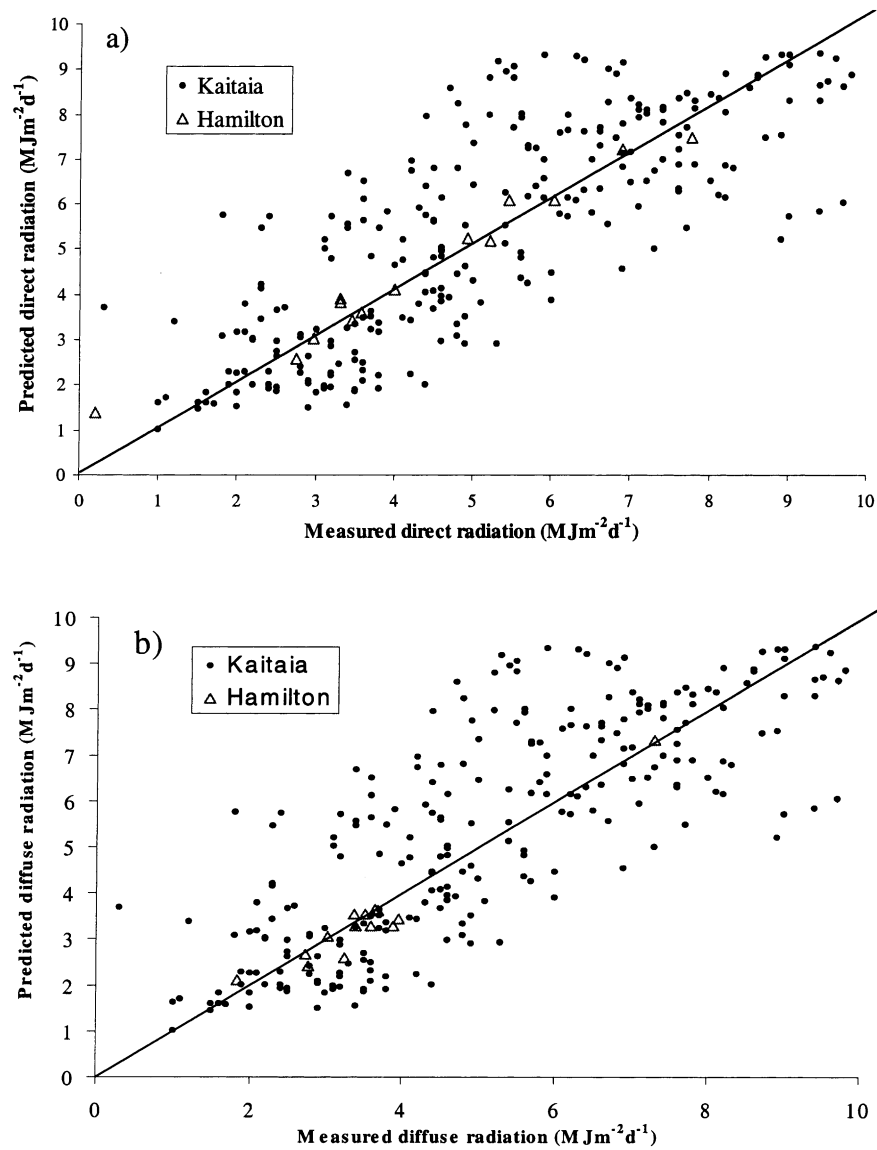 a)
Kaitaia
Hamilton
10
9
8
7
6
5
4
3
2
1
0
Predicted direct radiation (MJm-2d-1)
0 1 2 3 4 5 6 7 8 9 10
Measured direct radiation (MJm-2d-1)
b)
Kaitaia
Hamilton
10
9
8
7
6
5
4
3
2
1
0
Predicted diffuse radiation (MJm-2d-1)
0 2 4 6 8 10
Measured diffuse radiation (MJm-2d-1)